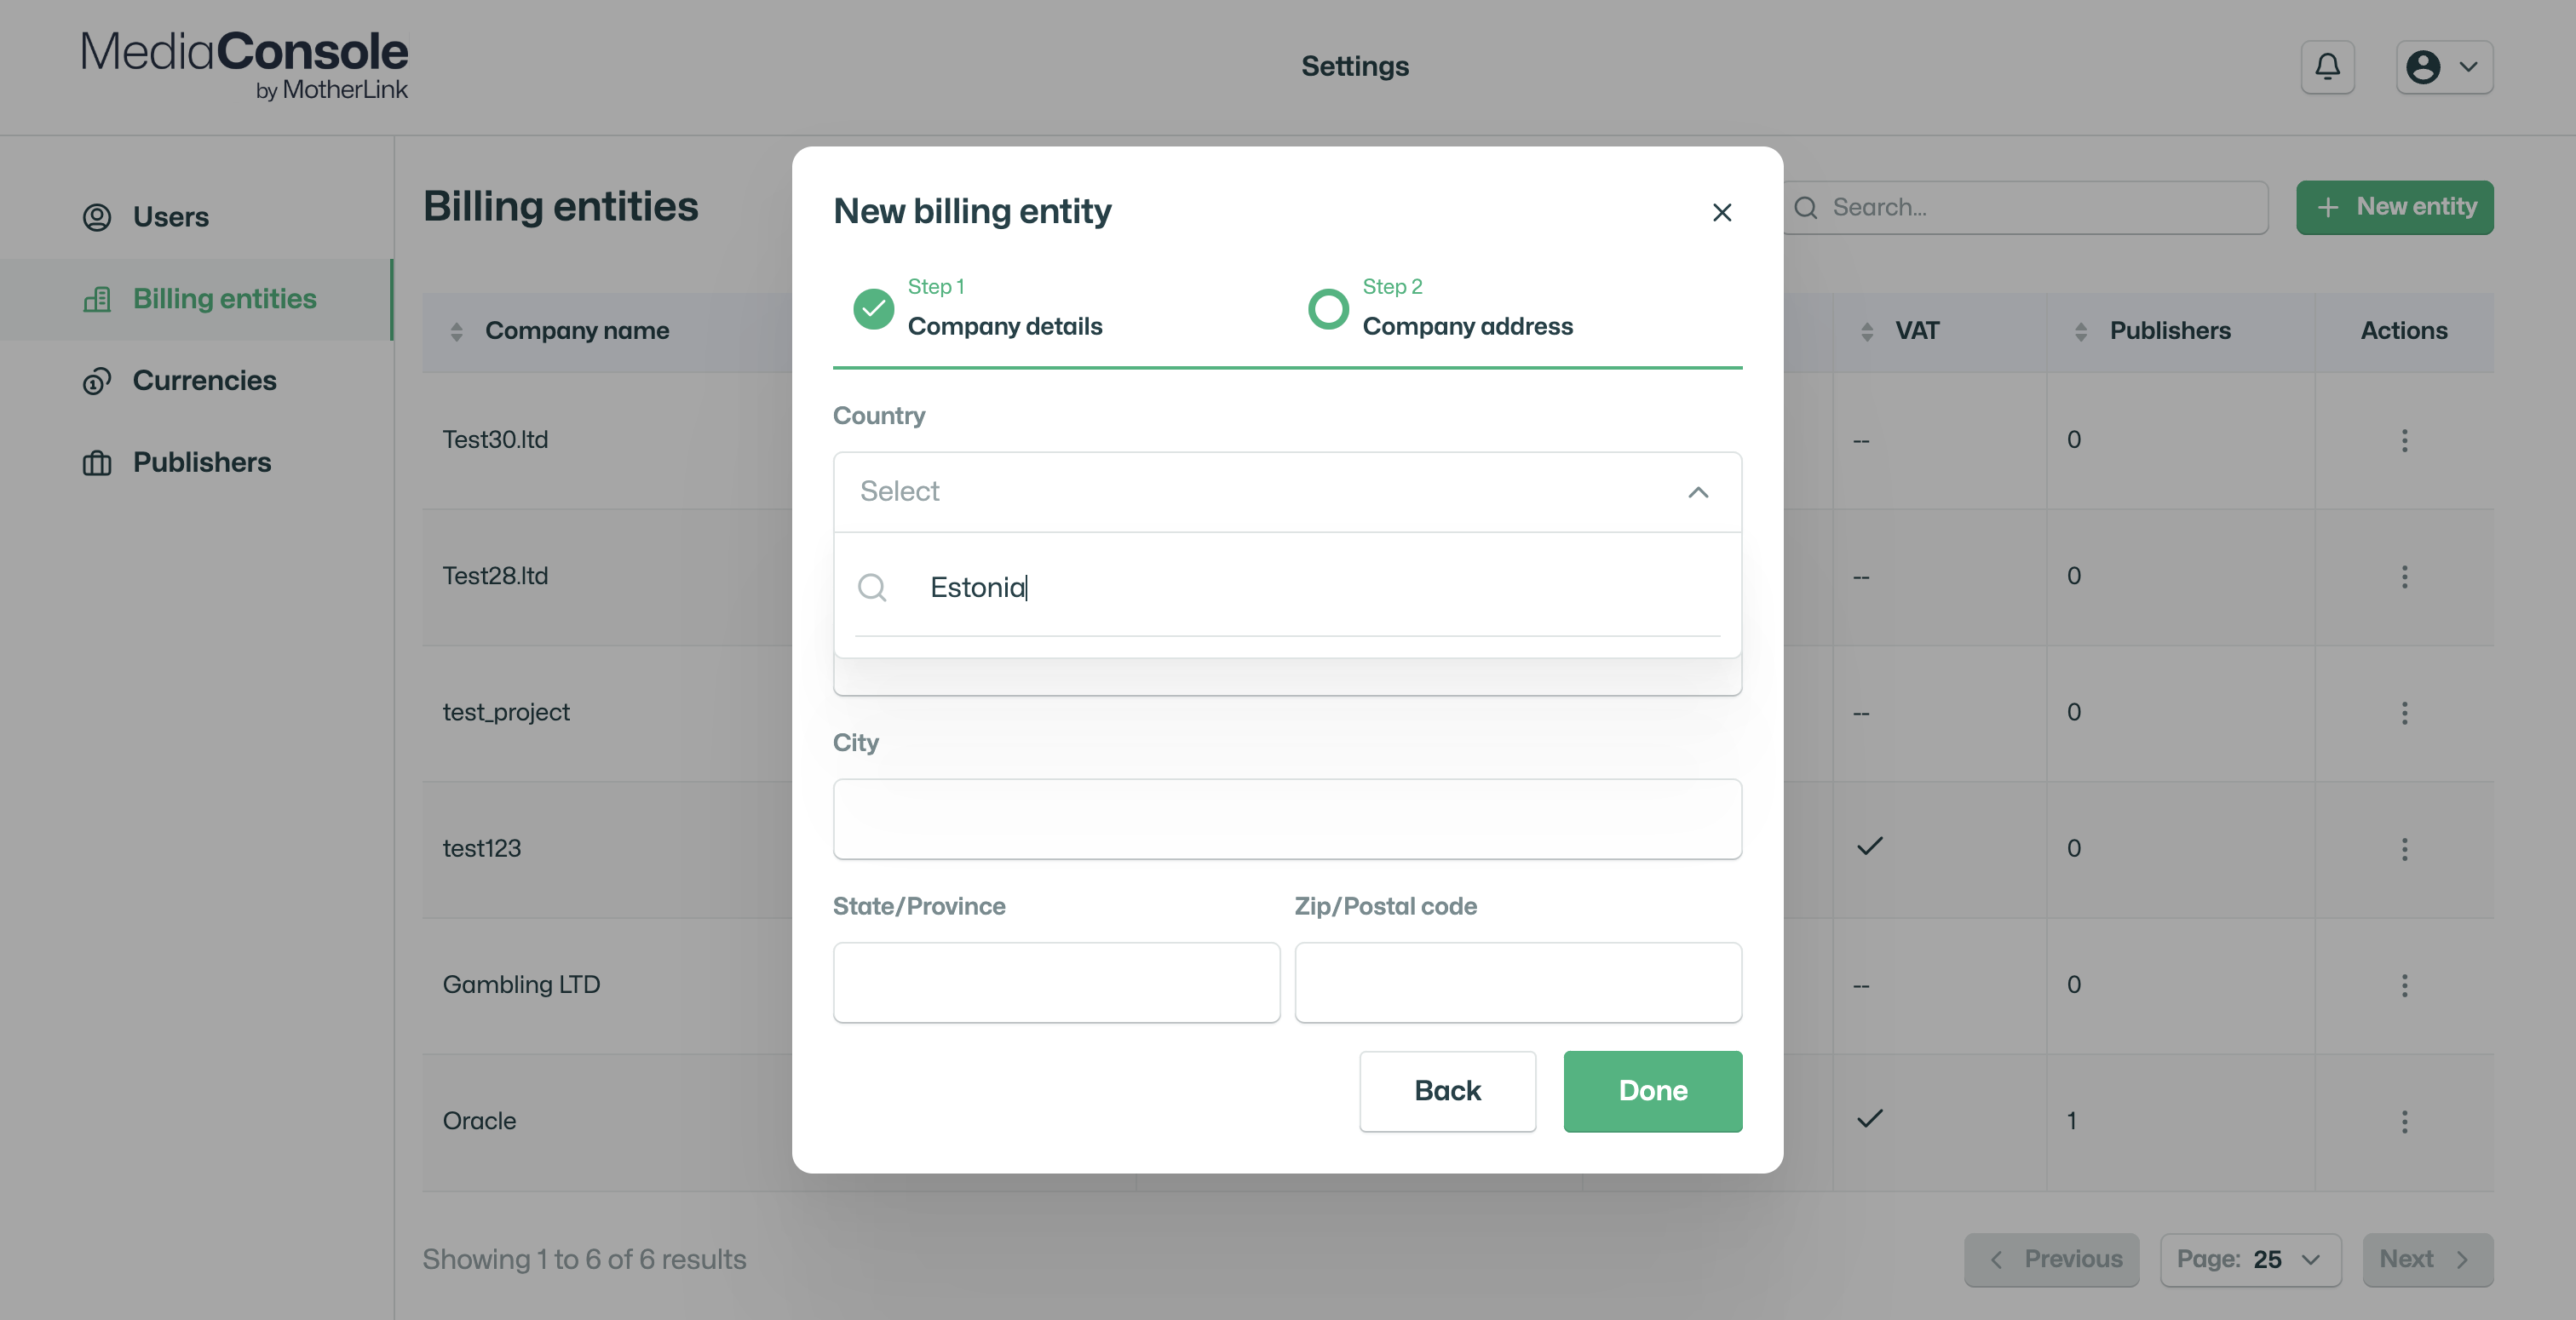 MediaConsole
by MotherLink
Settings
Users
Billing entities
Currencies
Publishers
Billing entities
Search...
New entity
Company name
VAT
Publishers
Actions
Test30.ltd
--
0
Test28.ltd
--
0
test_project
--
0
test123
0
Gambling LTD
--
0
Oracle
1
Showing 1 to 6 of 6 results
Previous
Page: 25
Next
New billing entity
Step 1
Company details
Step 2
Company address
Country
Select
Estonia
City
State/Province
Zip/Postal code
Back
Done